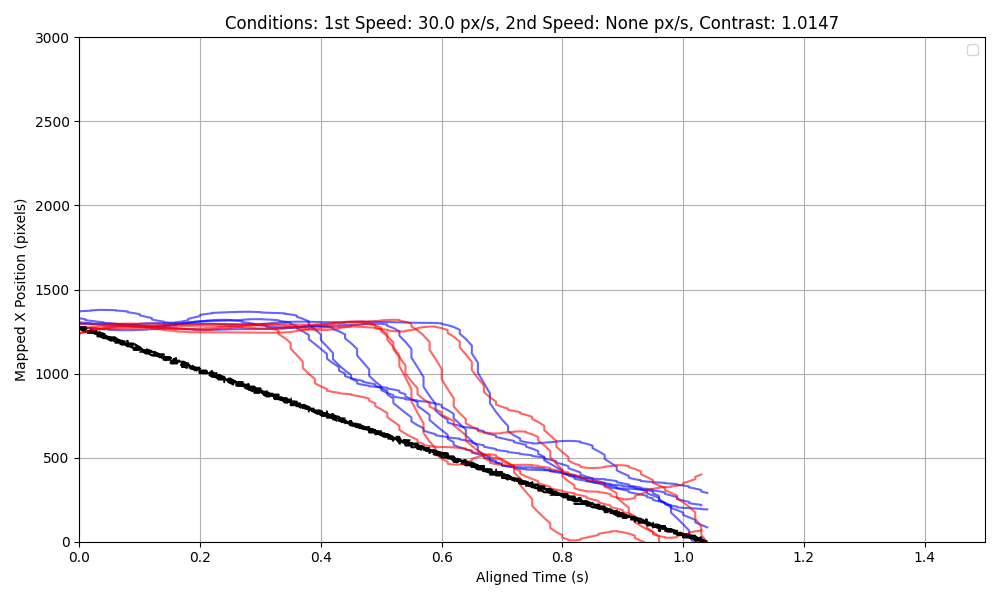 Conditions: 1st Speed: 30.0 px/s, 2nd Speed: None px/s, Contrast: 1.0147
3000
2500
2000
1500
1000
500
0
Mapped X Position (pixels)
0.0 0.2 0.4 0.6 0.8 1.0 1.2 1.4
Aligned Time (s)